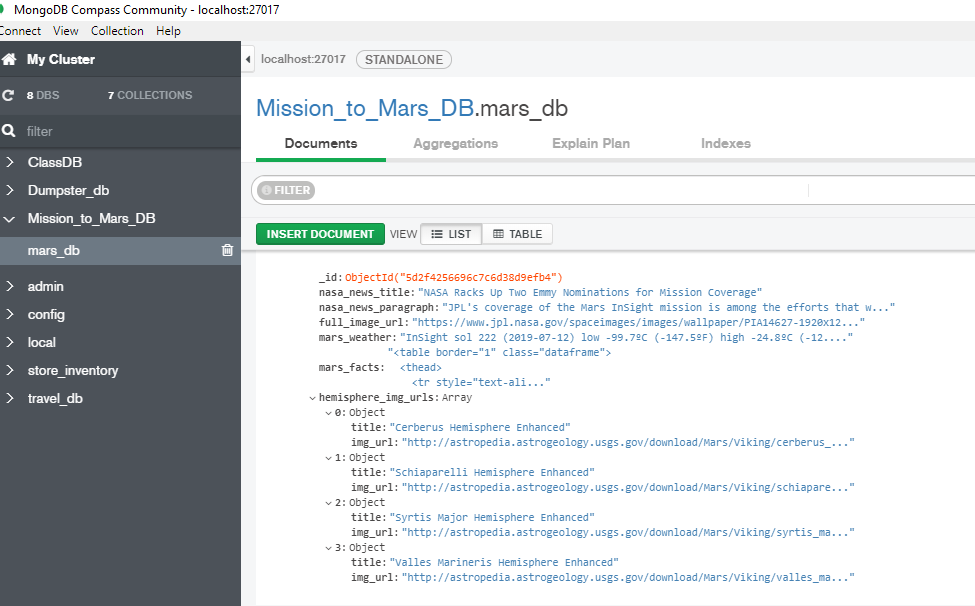 MongoDB Compass Community - localhost:27017
Connect View Collection Help
My Cluster
8 DBS 7 COLLECTIONS
filter
ClassDB
Dumpster_db
Mission_to_Mars_DB
mars_db
admin
config
local
store_inventory
travel_db
localhost:27017 STANDALONE
Mission_to_Mars_DB.mars_db
Documents Aggregations Explain Plan Indexes
FILTER
INSERT DOCUMENT VIEW LIST TABLE
_id: ObjectId("5d2f4256696c7c6d38d9efb4")
nasa_news_title: "NASA Racks Up Two Emmy Nominations for Mission Coverage"
nasa_news_paragraph: "JPL's coverage of the Mars InSight mission is among the efforts that w..."
full_image_url: "https://www.jpl.nasa.gov/spaceimages/images/wallpaper/PIA14627-1920x12..."
mars_weather: "InSight sol 222 (2019-07-12) low -99.7ºC (-147.5ºF) high -24.8ºC (-12...."
"<table border="1" class="dataframe">
mars_facts: <thead>
<tr style="text-ali..."
hemisphere_img_urls: Array
0: Object
title: "Cerberus Hemisphere Enhanced"
img_url: "http://astropedia.astrogeology.usgs.gov/download/Mars/Viking/cerberus_..."
1: Object
title: "Schiaparelli Hemisphere Enhanced"
img_url: "http://astropedia.astrogeology.usgs.gov/download/Mars/Viking/schiapare..."
2: Object
title: "Syrtis Major Hemisphere Enhanced"
img_url: "http://astropedia.astrogeology.usgs.gov/download/Mars/Viking/syrtis_ma..."
3: Object
title: "Valles Marineris Hemisphere Enhanced"
img_url: "http://astropedia.astrogeology.usgs.gov/download/Mars/Viking/valles_ma..."